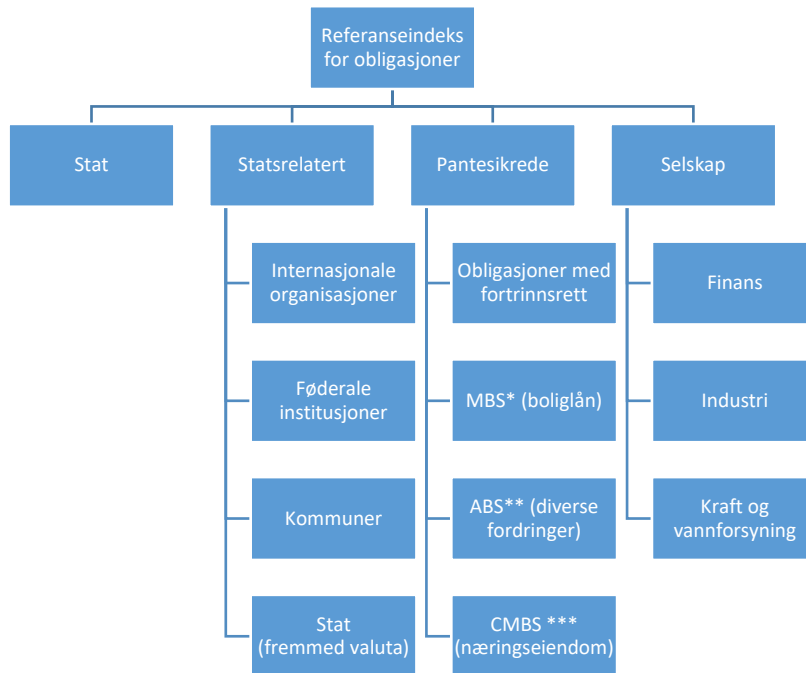 Referanseindeks
for obligasjoner
Stat
Statsrelatert
Pantesikrede
Selskap
Internasjonale
organisasjoner
Obligasjoner med
fortrinnsrett
Finans
Føderale
institusjoner
MBS* (boliglån)
Industri
Kommuner
ABS** (diverse
fordringer)
Kraft og
vannforsyning
Stat
(fremmed valuta)
CMBS ***
(næringseiendom)